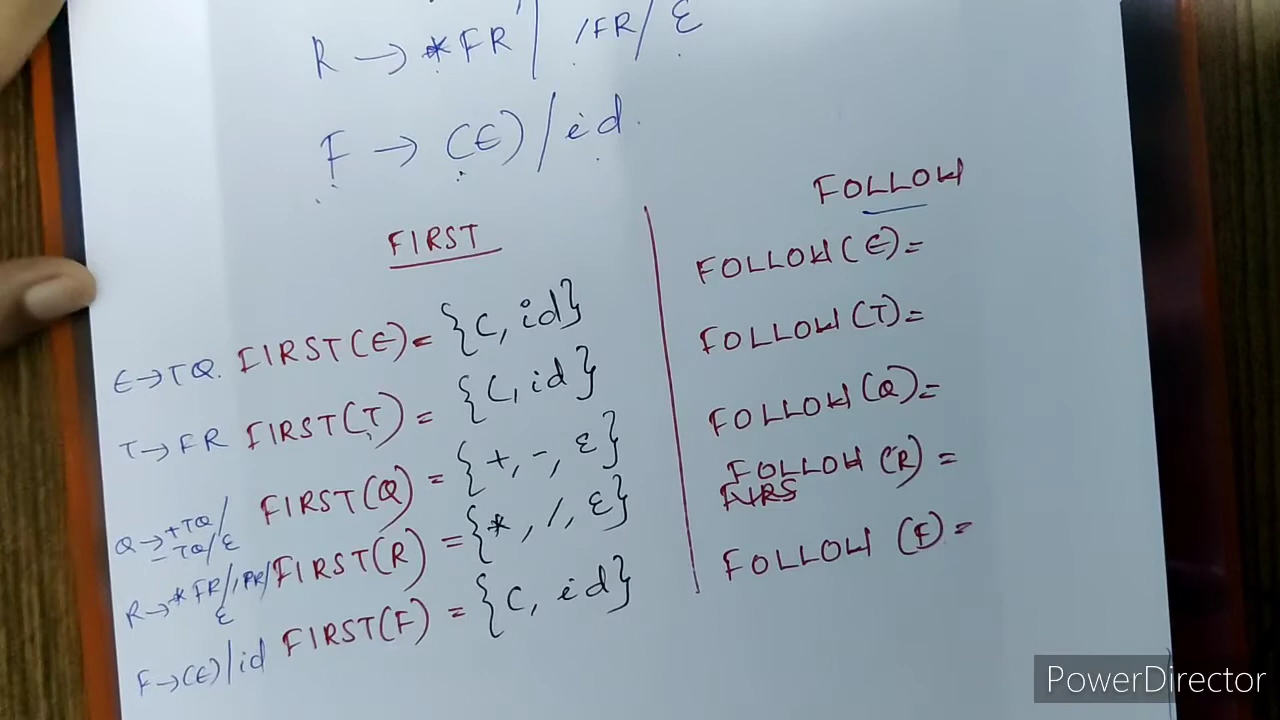 R → *FR | /FR/ ε
F → (E)/id.
FIRST
FOLLOW
E→TQ. FIRST(E)= {(, id}
FOLLOW(E)=
T→FR FIRST(T) = {(, id}
FOLLOW(T)=
Q→+TQ/ FIRST(Q) = {+, -, ε}
-TQ/ε
FOLLOW(Q)=
R→*FR/,/FR/ FIRST(R) = {*, /, ε}
ε
FOLLOW (R) =
FIRS
F→(E)/id FIRST(F) = {(, id}
FOLLOW (F)=
PowerDirector